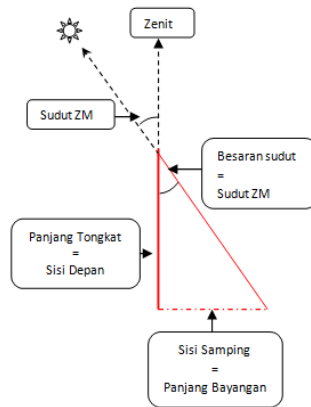 Zenit
Sudut ZM
Besaran sudut
=
Sudut ZM
Panjang Tongkat
=
Sisi Depan
Sisi Samping
=
Panjang Bayangan